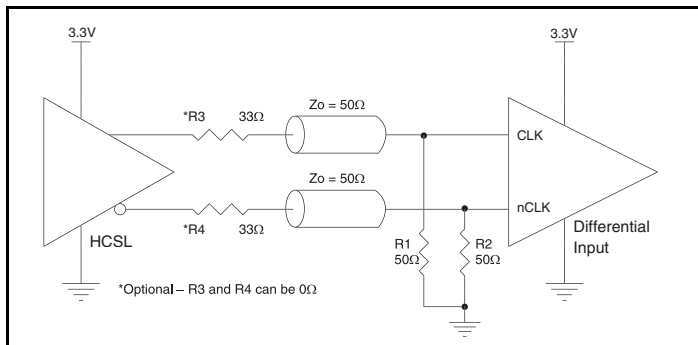 3.3V
3.3V
*R3 33Ω
Zo = 50Ω
CLK
Zo = 50Ω
nCLK
*R4 33Ω
HCSL
R1
50Ω
R2
50Ω
Differential
Input
*Optional – R3 and R4 can be 0Ω